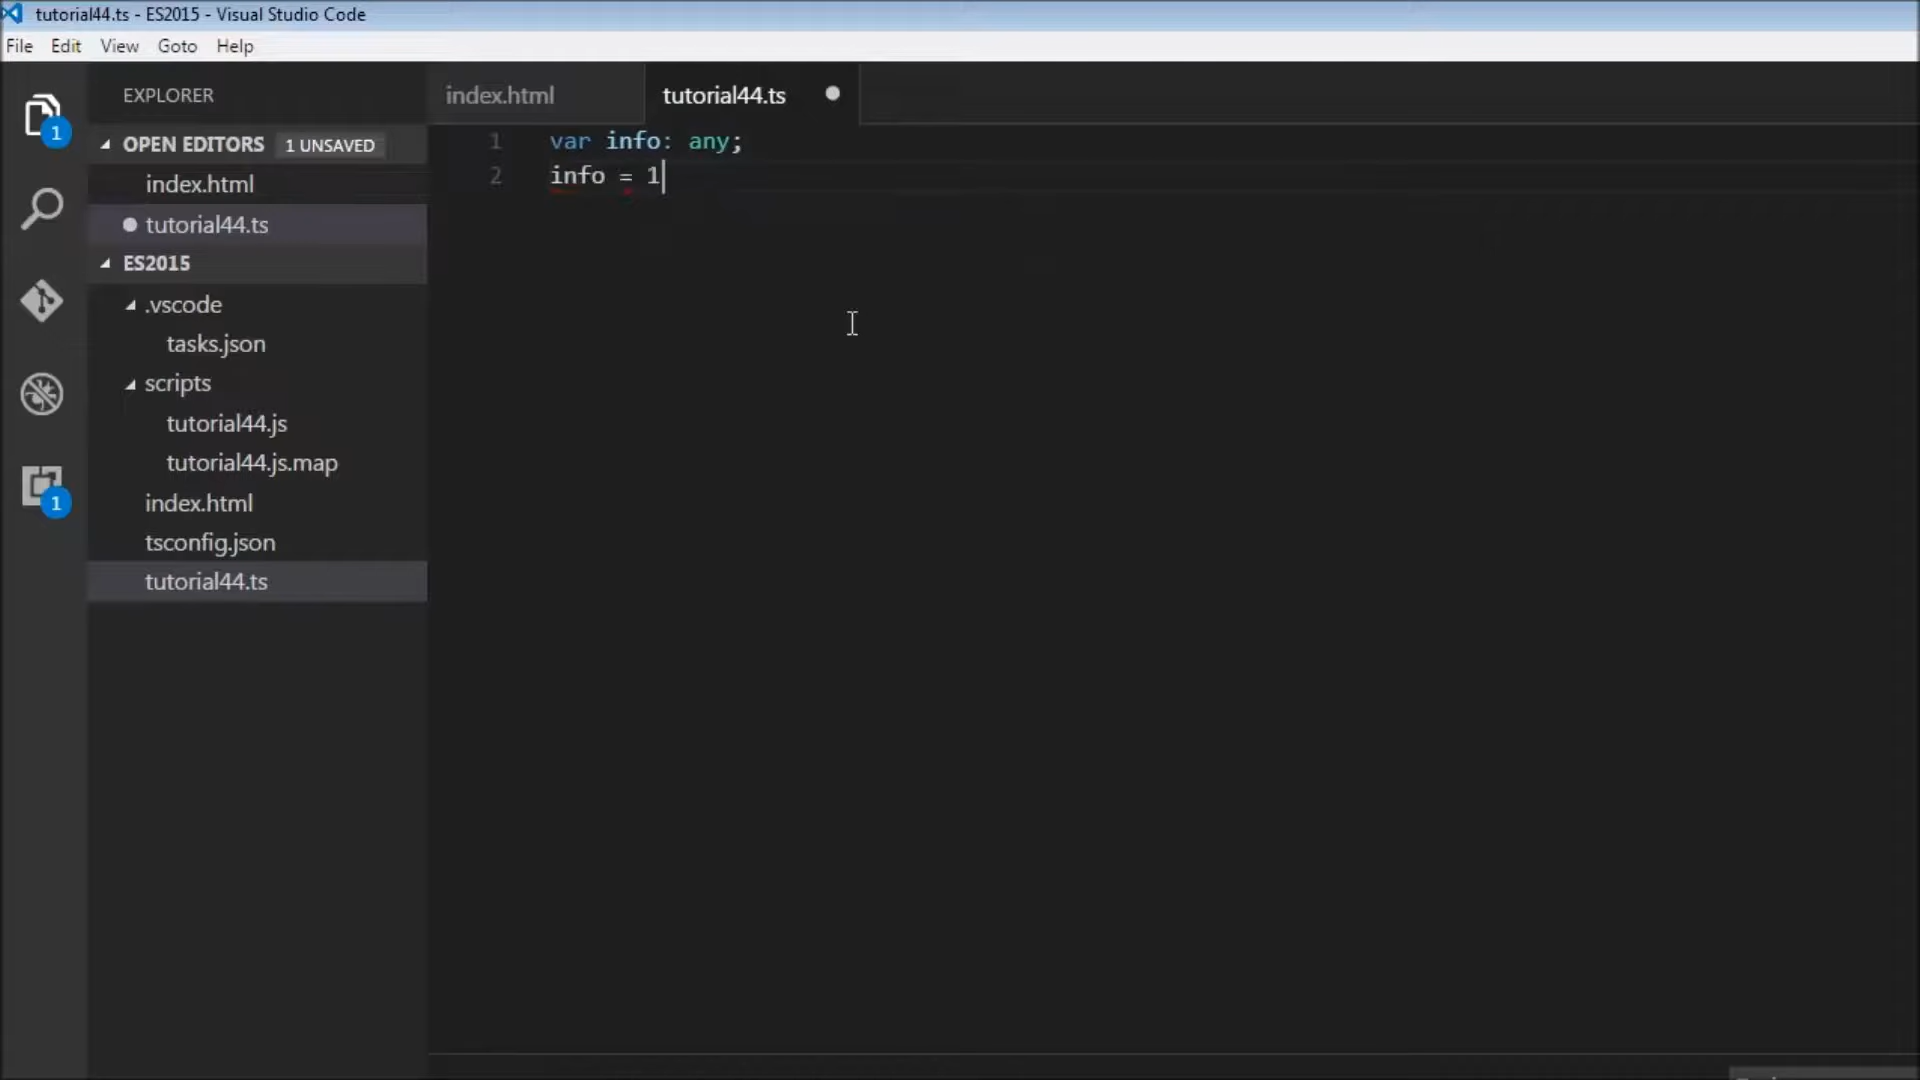 tutorial44.ts - ES2015 - Visual Studio Code
File Edit View Goto Help
EXPLORER
index.html
tutorial44.ts
OPEN EDITORS 1 UNSAVED
index.html
tutorial44.ts
ES2015
.vscode
tasks.json
scripts
tutorial44.js
tutorial44.js.map
index.html
tsconfig.json
tutorial44.ts
1
1
1 var info: any;
2 info = 1